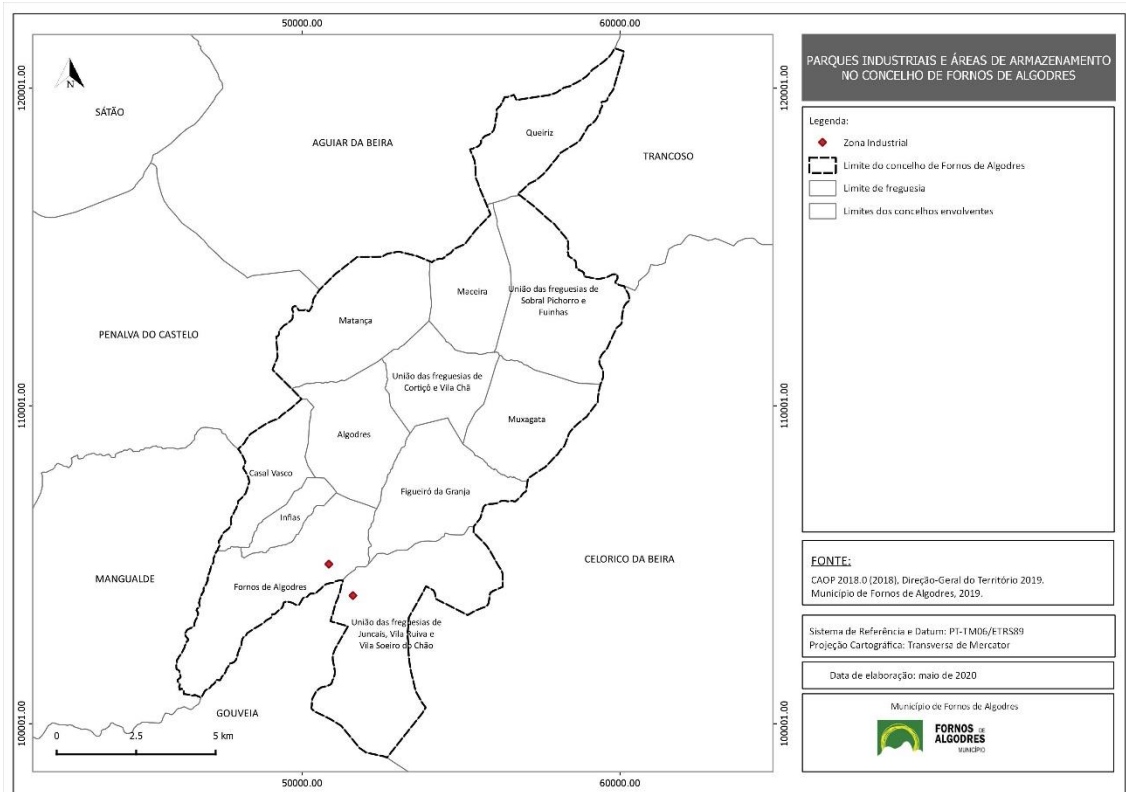 50000.00
60000.00
120001.00
120001.00
110001.00
110001.00
100001.00
100001.00
50000.00
60000.00
N
SÁTÃO
AGUIAR DA BEIRA
TRANCOSO
PENALVA DO CASTELO
MANGUALDE
GOUVEIA
CELORICO DA BEIRA
Queiriz
Maceira
União das freguesias de
Sobral Pichorro e
Fuinhas
Matança
União das freguesias de
Cortiçô e Vila Chã
Muxagata
Algodres
Casal Vasco
Figueiró da Granja
Infias
Fornos de Algodres
União das freguesias de
Juncais, Vila Ruiva e
Vila Soeiro do Chão
0 2.5 5 km
PARQUES INDUSTRIAIS E ÁREAS DE ARMAZENAMENTO
NO CONCELHO DE FORNOS DE ALGODRES
Legenda:
Zona Industrial
Limite do concelho de Fornos de Algodres
Limite de freguesia
Limites dos concelhos envolventes
FONTE:
CAOP 2018.0 (2018), Direção-Geral do Território 2019.
Município de Fornos de Algodres, 2019.
Sistema de Referência e Datum: PT-TM06/ETRS89
Projeção Cartográfica: Transversa de Mercator
Data de elaboração: maio de 2020
Município de Fornos de Algodres
FORNOS DE
ALGODRES
MUNICÍPIO